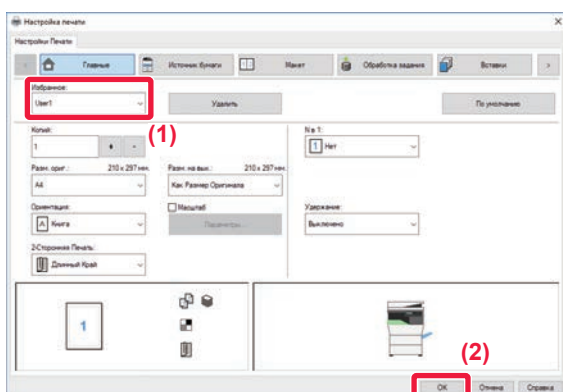 Настройка печати
Настройки Печати
Главные
Источник бумаги
Макет
Обработка задания
Вставки
Избранное:
User1
Удалить
По умолчанию
(1)
Копий:
1
N в 1:
Нет
Разм. ориг.:
210 x 297 мм.
Разм. на вых.:
210 x 297 мм.
A4
Как Размер Оригинала
Ориентация:
Масштаб
Удержание:
Книга
Параметры...
Выключено
2-Сторонняя Печать:
Длинный Край
1
(2)
OK
Отмена
Справка